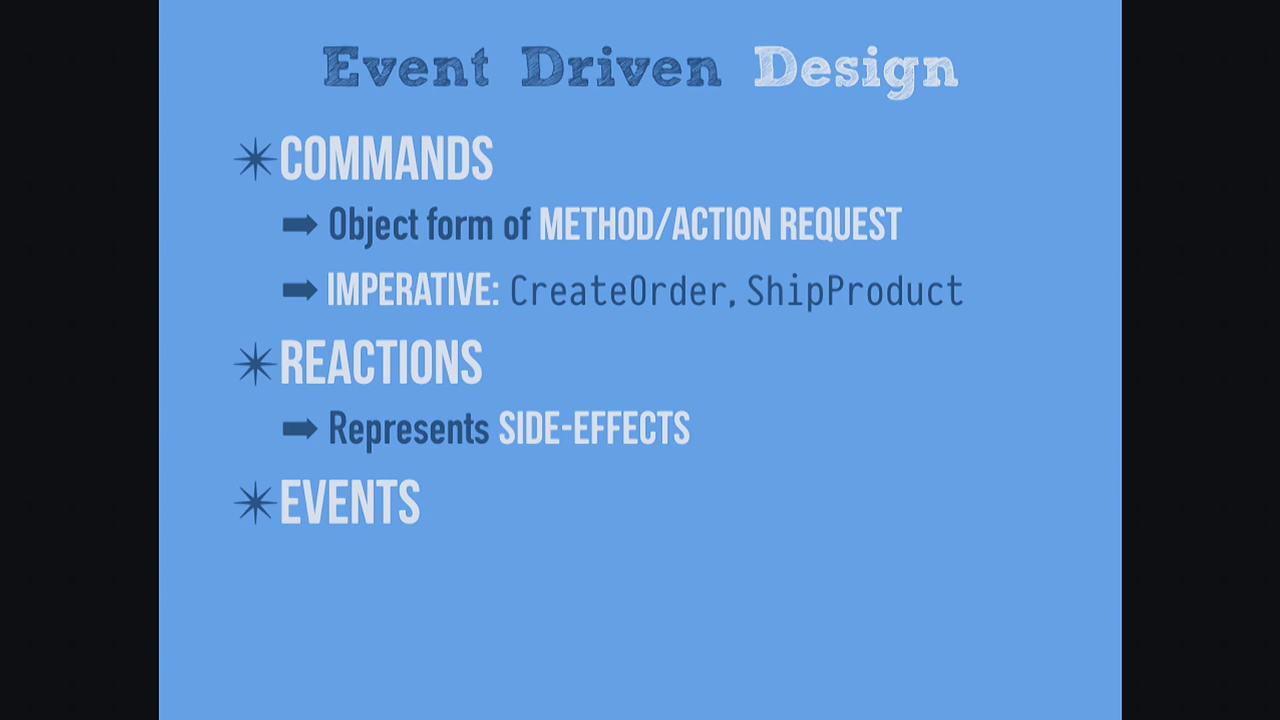 Event Driven Design
COMMANDS
Object form of METHOD/ACTION REQUEST
IMPERATIVE: CreateOrder, ShipProduct
REACTIONS
Represents SIDE-EFFECTS
EVENTS